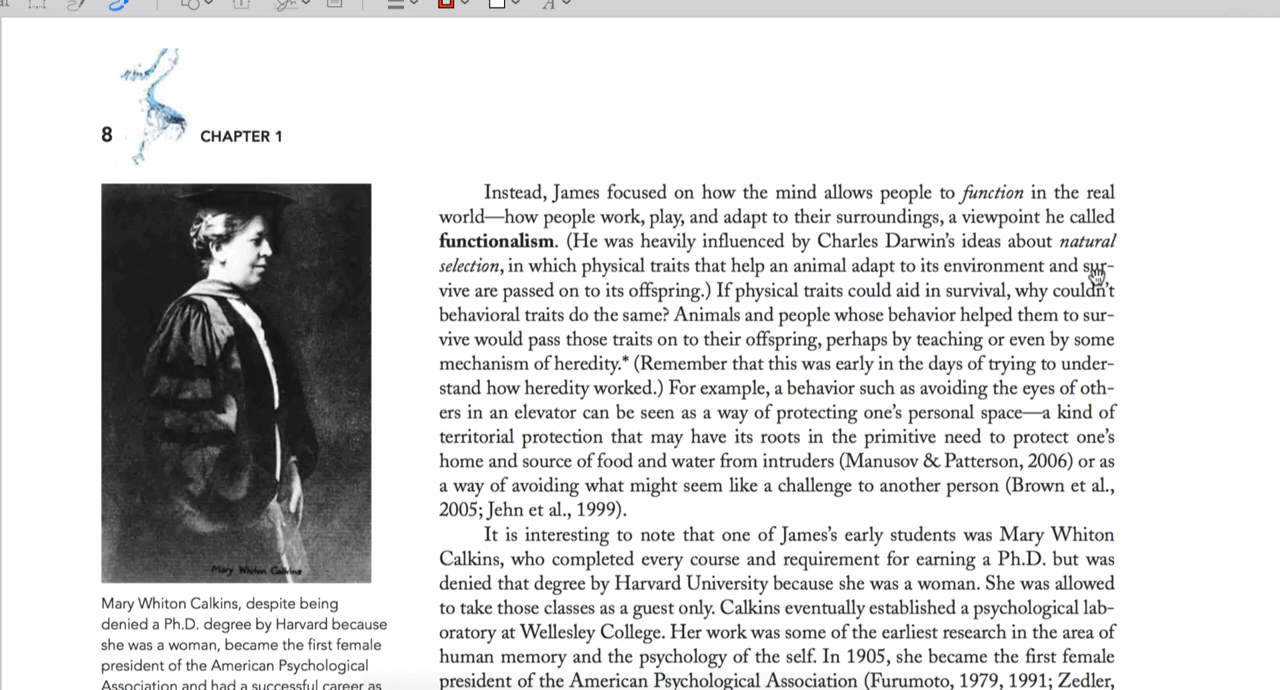 8
CHAPTER 1
Mary Whiton Calkins
Mary Whiton Calkins, despite being
denied a Ph.D. degree by Harvard because
she was a woman, became the first female
president of the American Psychological
Association and had a successful career as
Instead, James focused on how the mind allows people to function in the real
world—how people work, play, and adapt to their surroundings, a viewpoint he called
functionalism. (He was heavily influenced by Charles Darwin's ideas about natural
selection, in which physical traits that help an animal adapt to its environment and sur-
vive are passed on to its offspring.) If physical traits could aid in survival, why couldn't
behavioral traits do the same? Animals and people whose behavior helped them to sur-
vive would pass those traits on to their offspring, perhaps by teaching or even by some
mechanism of heredity.* (Remember that this was early in the days of trying to under-
stand how heredity worked.) For example, a behavior such as avoiding the eyes of oth-
ers in an elevator can be seen as a way of protecting one's personal space—a kind of
territorial protection that may have its roots in the primitive need to protect one's
home and source of food and water from intruders (Manusov & Patterson, 2006) or as
a way of avoiding what might seem like a challenge to another person (Brown et al.,
2005; Jehn et al., 1999).
It is interesting to note that one of James's early students was Mary Whiton
Calkins, who completed every course and requirement for earning a Ph.D. but was
denied that degree by Harvard University because she was a woman. She was allowed
to take those classes as a guest only. Calkins eventually established a psychological lab-
oratory at Wellesley College. Her work was some of the earliest research in the area of
human memory and the psychology of the self. In 1905, she became the first female
president of the American Psychological Association (Furumoto, 1979, 1991; Zedler,